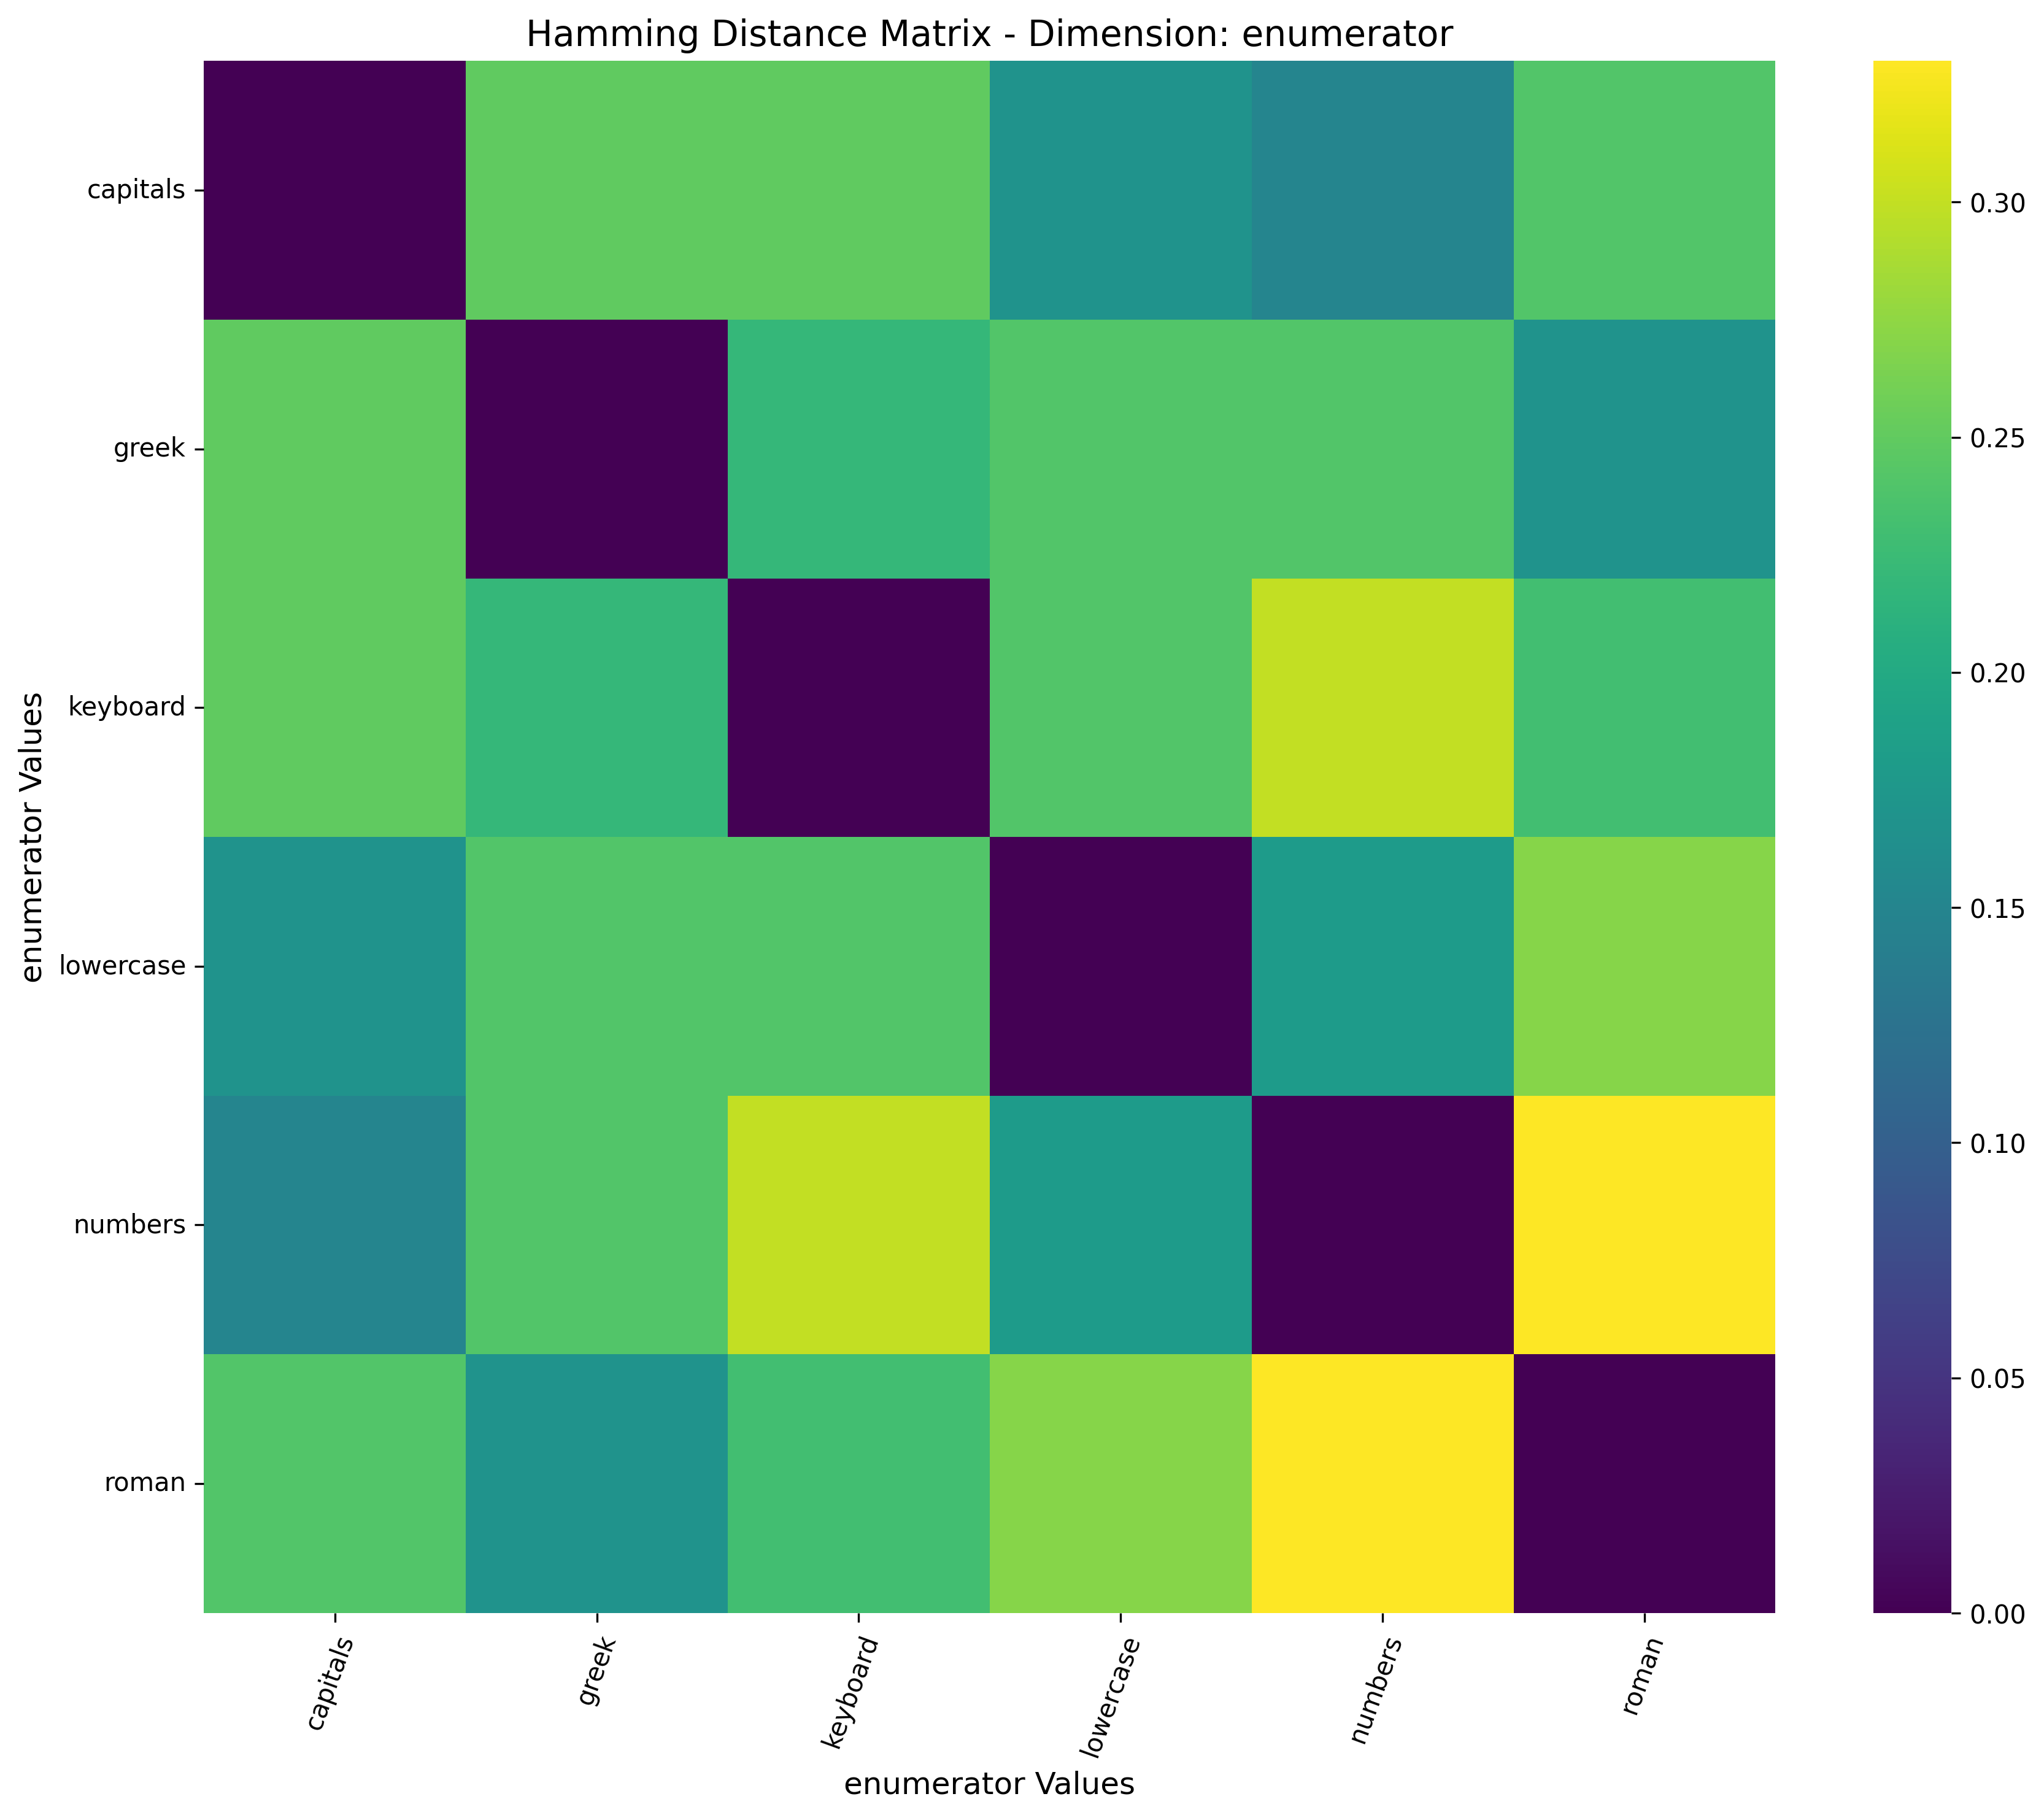 Hamming Distance Matrix - Dimension: enumerator
enumerator Values
capitals
greek
keyboard
lowercase
numbers
roman
capitals
greek
keyboard
lowercase
numbers
roman
enumerator Values
0.30
0.25
0.20
0.15
0.10
0.05
0.00